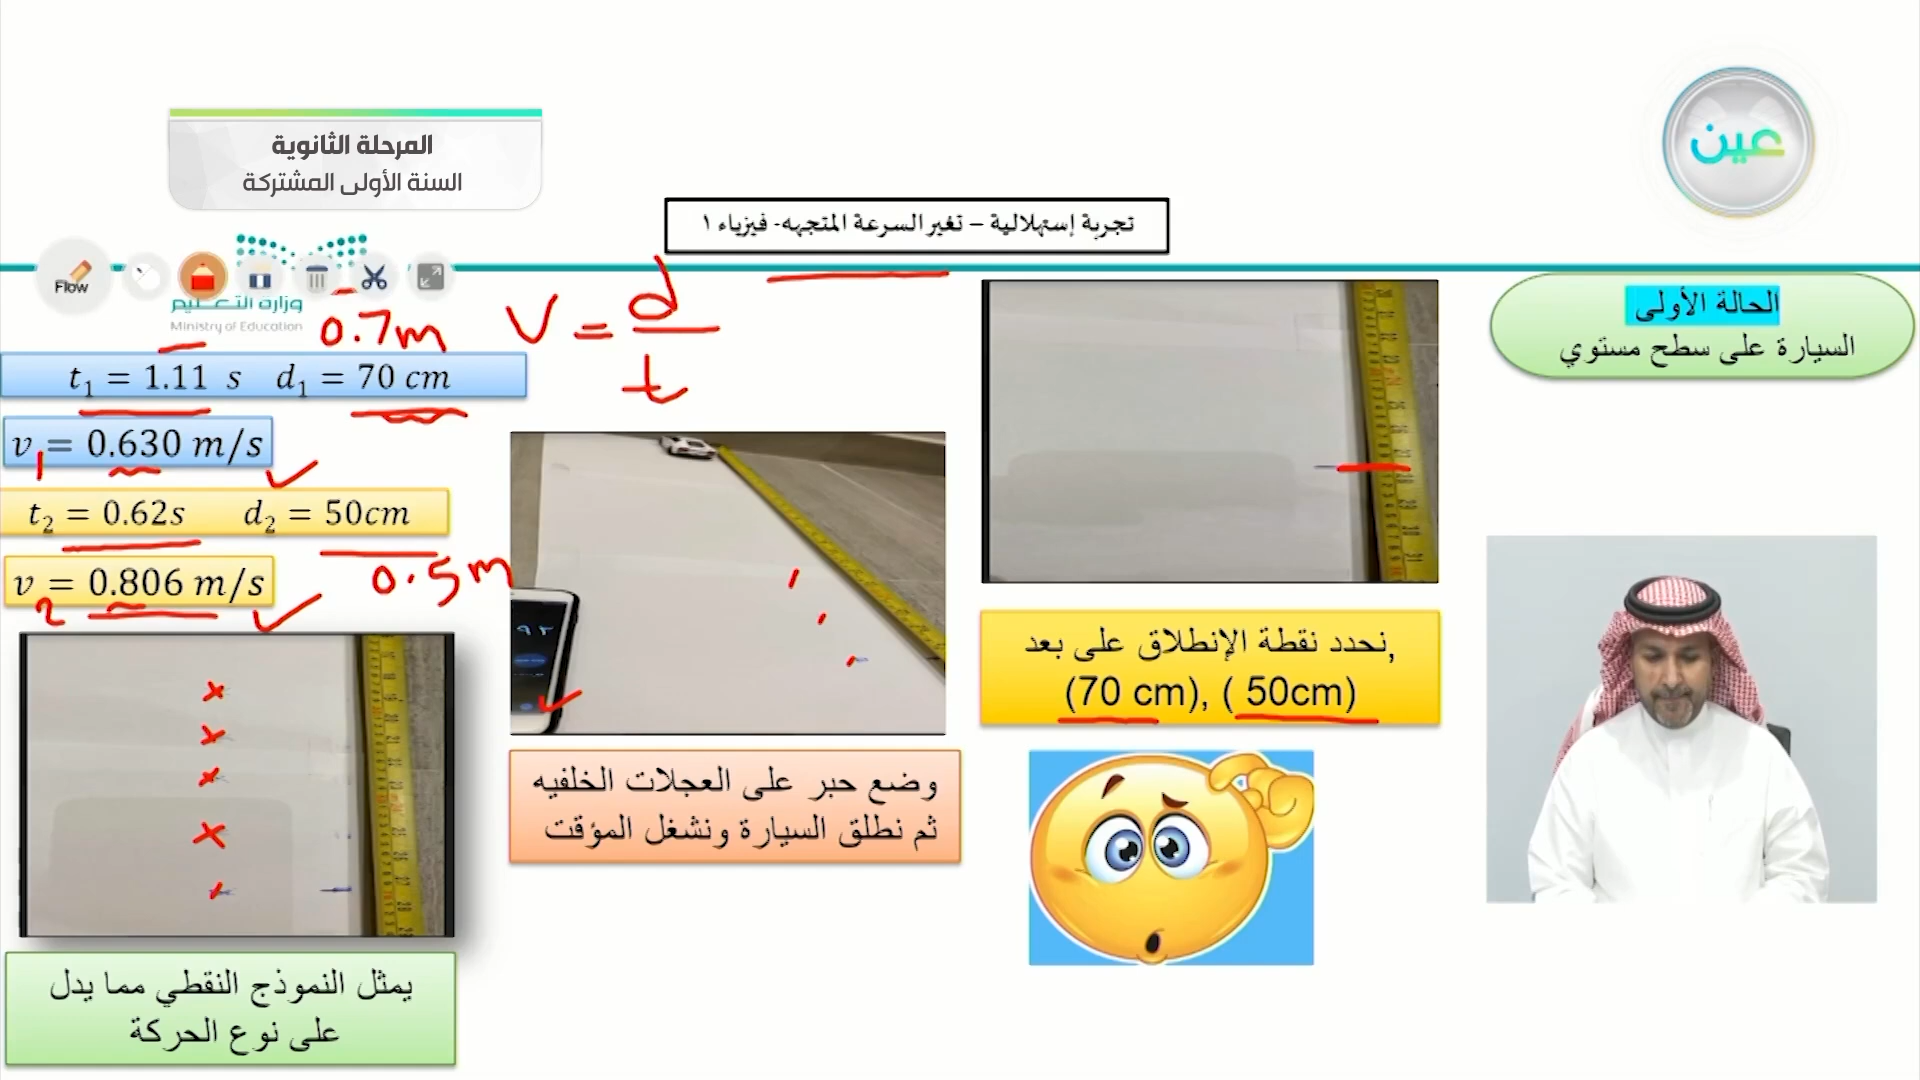 المرحلة الثانوية
السنة الأولى المشتركة
عين
تجربة إستهلالية – تغير السرعة المتجهه- فيزياء ١
Flow
وزارة التعليم
Ministry of Education
الحالة الأولى
السيارة على سطح مستوي
0.7m
V = d / t
t₁ = 1.11 s d₁ = 70 cm
v₁ = 0.630 m/s
t₂ = 0.62s d₂ = 50cm
0.5m
v₂ = 0.806 m/s
نحدد نقطة الإنطلاق على بعد,
(70 cm), ( 50cm)
وضع حبر على العجلات الخلفيه
ثم نطلق السيارة ونشغل المؤقت
يمثل النموذج النقطي مما يدل
على نوع الحركة